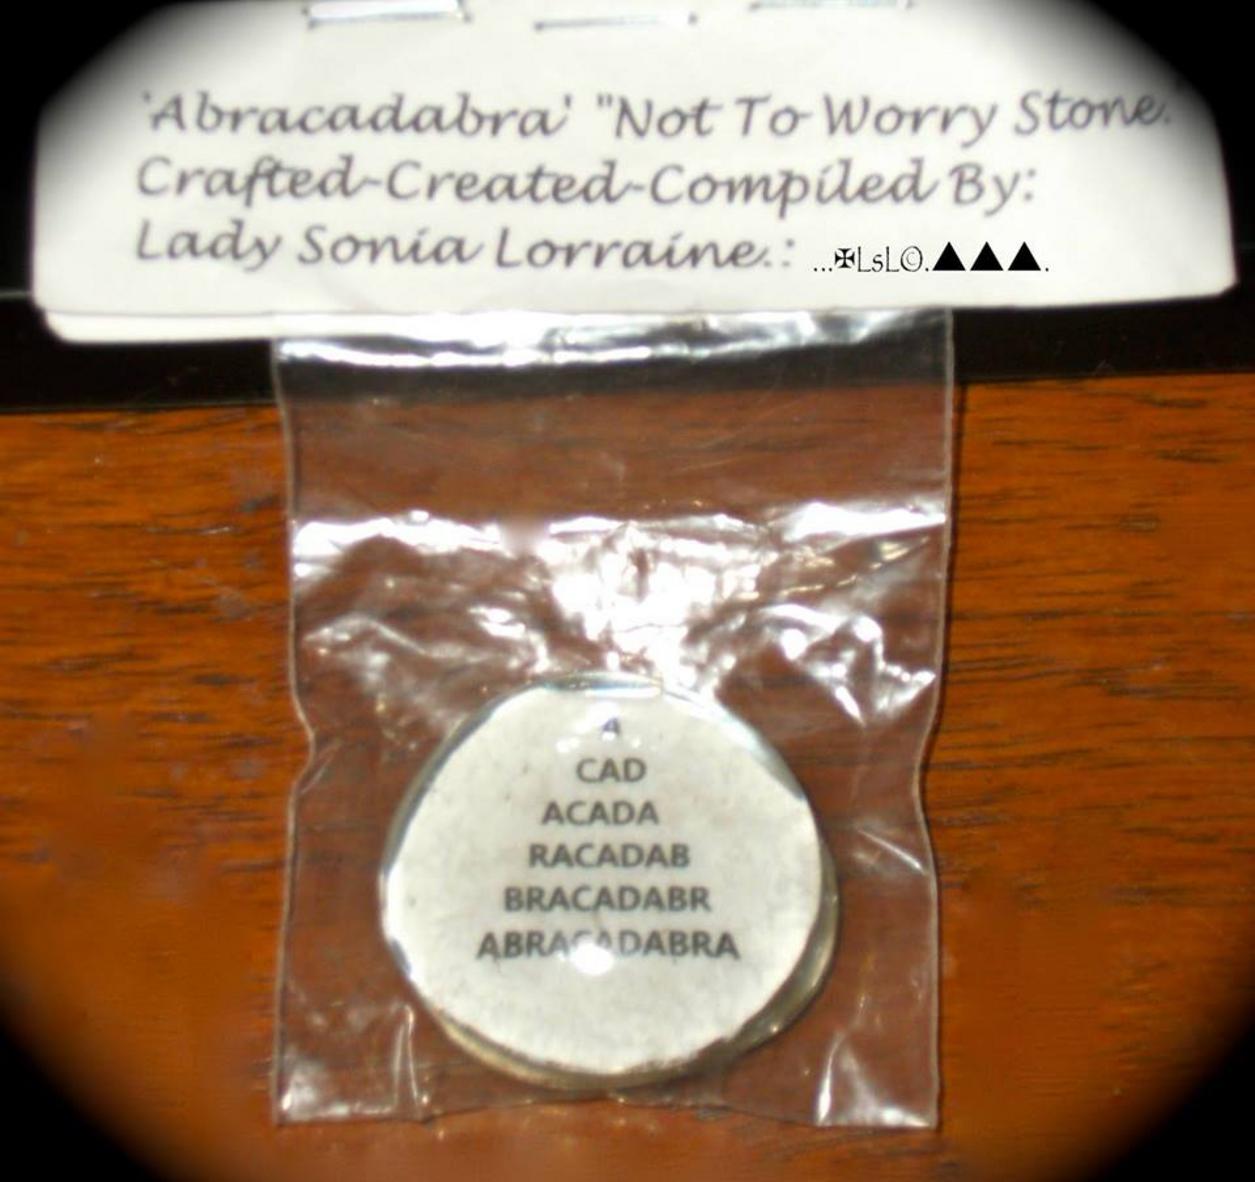 'Abracadabra' "Not To Worry Stone.
Crafted-Created-Compiled By:
Lady Sonia Lorraine.: ...✠LsL©.▲▲▲.
A
CAD
ACADA
RACADAB
BRACADABR
ABRACADABRA